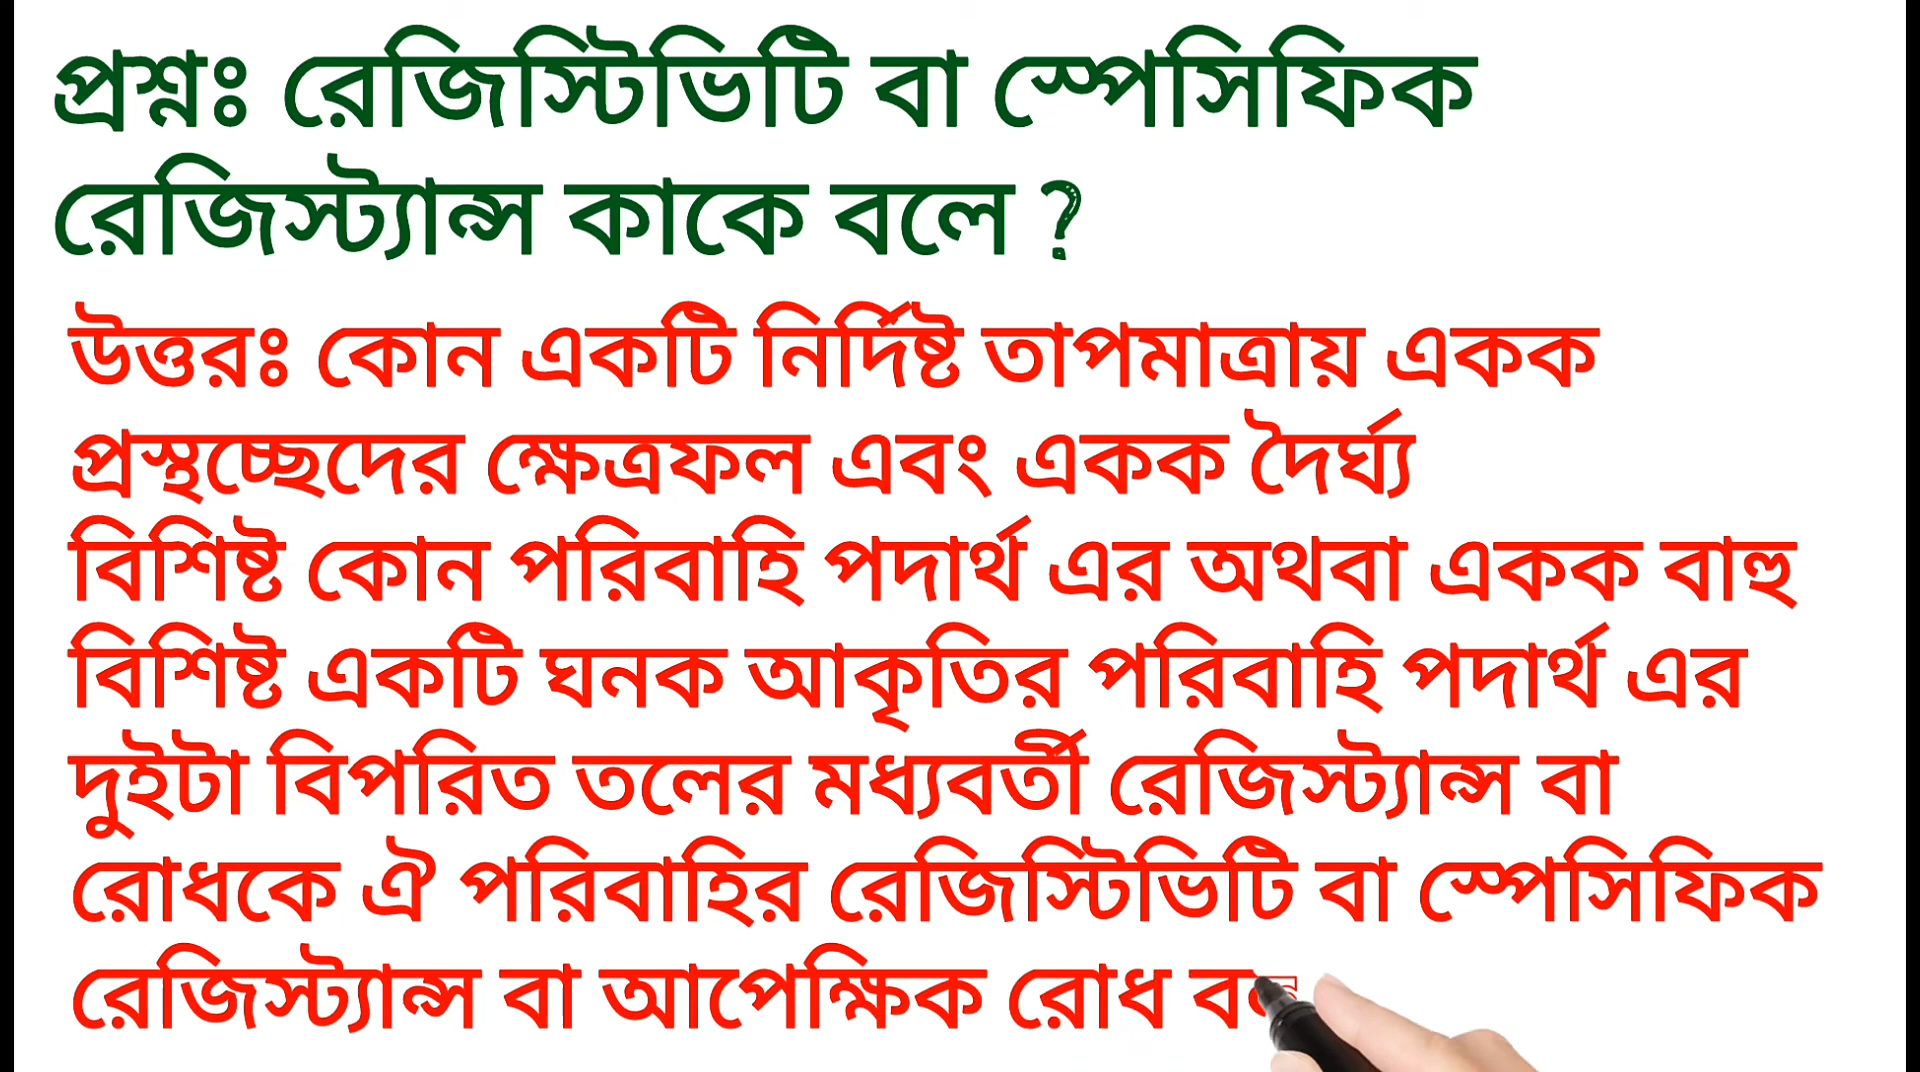 প্রশ্নঃ রেজিস্টিভিটি বা স্পেসিফিক
রেজিস্ট্যান্স কাকে বলে ?
উত্তরঃ কোন একটি নির্দিষ্ট তাপমাত্রায় একক
প্রস্থচ্ছেদের ক্ষেত্রফল এবং একক দৈর্ঘ্য
বিশিষ্ট কোন পরিবাহি পদার্থ এর অথবা একক বাহু
বিশিষ্ট একটি ঘনক আকৃতির পরিবাহি পদার্থ এর
দুইটা বিপরিত তলের মধ্যবর্তী রেজিস্ট্যান্স বা
রোধকে ঐ পরিবাহির রেজিস্টিভিটি বা স্পেসিফিক
রেজিস্ট্যান্স বা আপেক্ষিক রোধ